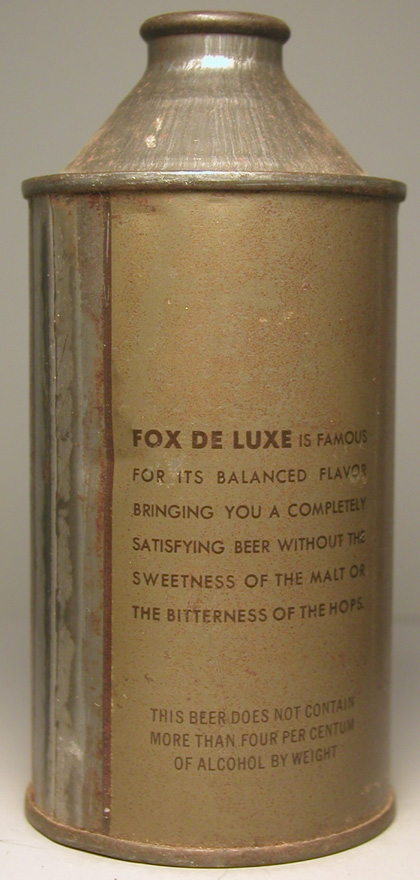 FOX DE LUXE IS FAMOUS
FOR ITS BALANCED FLAVOR
BRINGING YOU A COMPLETELY
SATISFYING BEER WITHOUT THE
SWEETNESS OF THE MALT OR
THE BITTERNESS OF THE HOPS.
THIS BEER DOES NOT CONTAIN
MORE THAN FOUR PER CENTUM
OF ALCOHOL BY WEIGHT